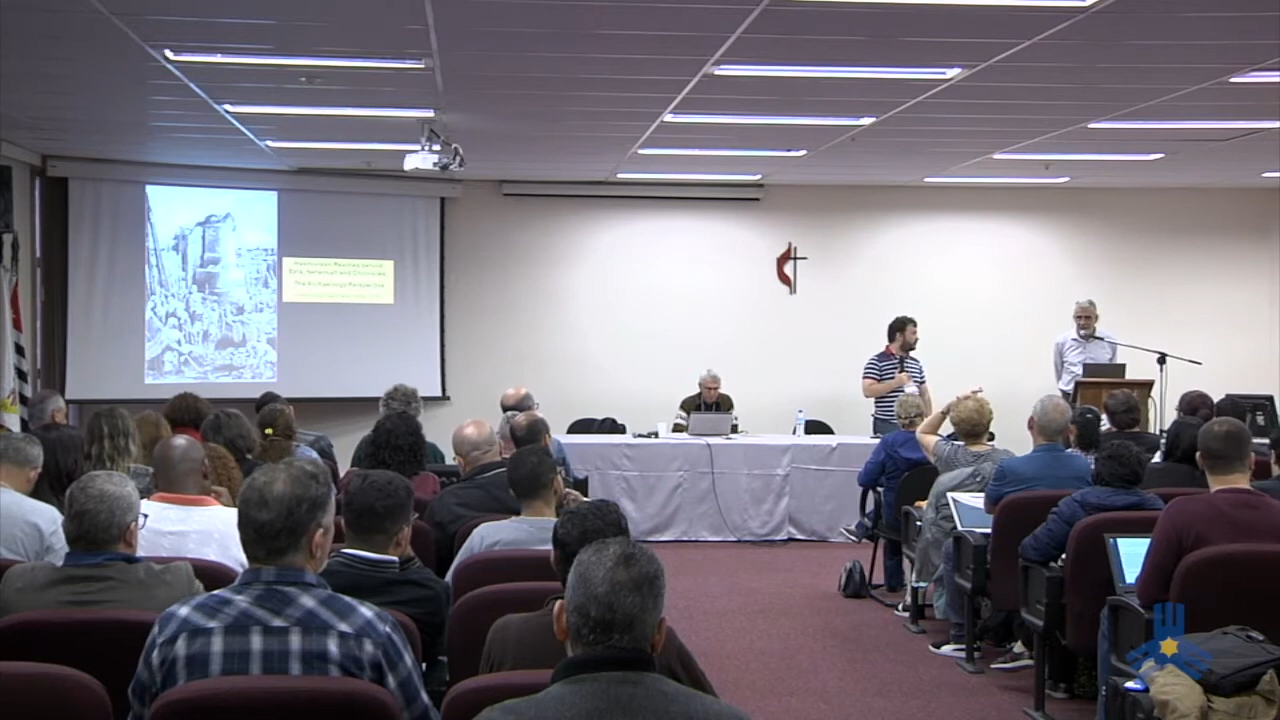 Hasmonean Realities behind
Ezra, Nehemiah and Chronicles:
The Archaeological Perspective